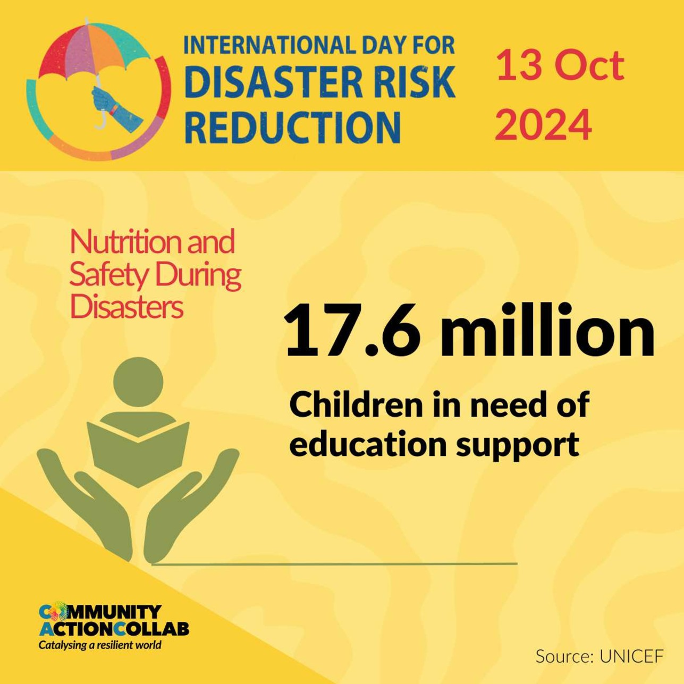 INTERNATIONAL DAY FOR
DISASTER RISK
REDUCTION
13 Oct
2024
Nutrition and
Safety During
Disasters
17.6 million
Children in need of
education support
COMMUNITY
ACTIONCOLLAB
Catalysing a resilient world
Source: UNICEF